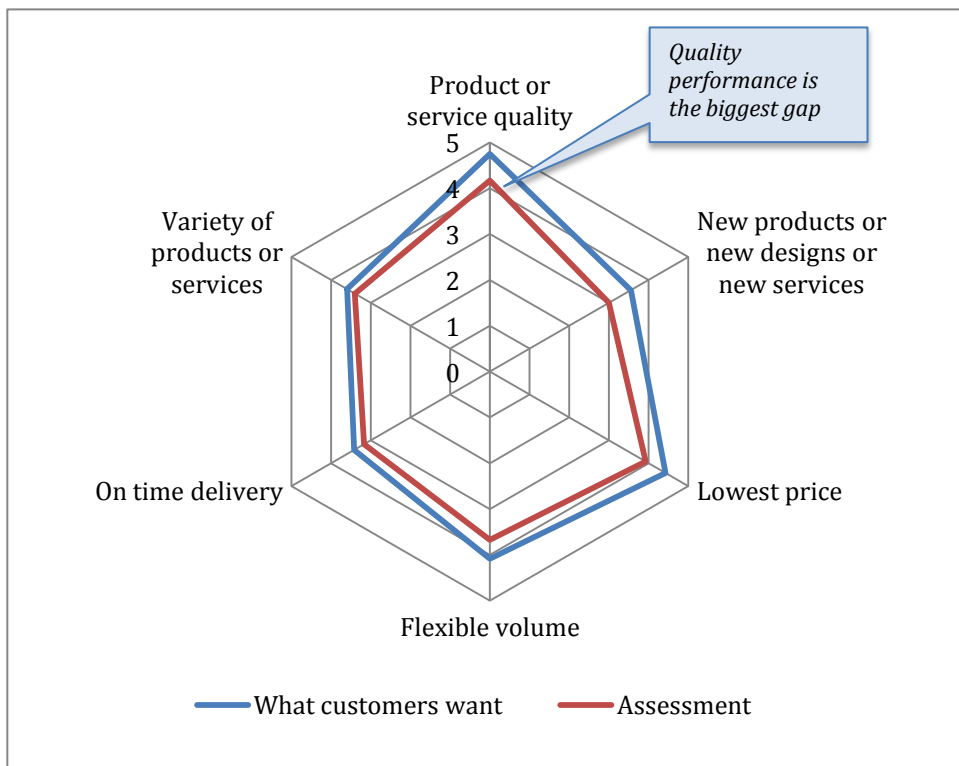 Quality
performance is
the biggest gap
Product or
service quality
5
4
3
2
1
0
Variety of
products or
services
New products or
new designs or
new services
On time delivery
Lowest price
Flexible volume
What customers want
Assessment